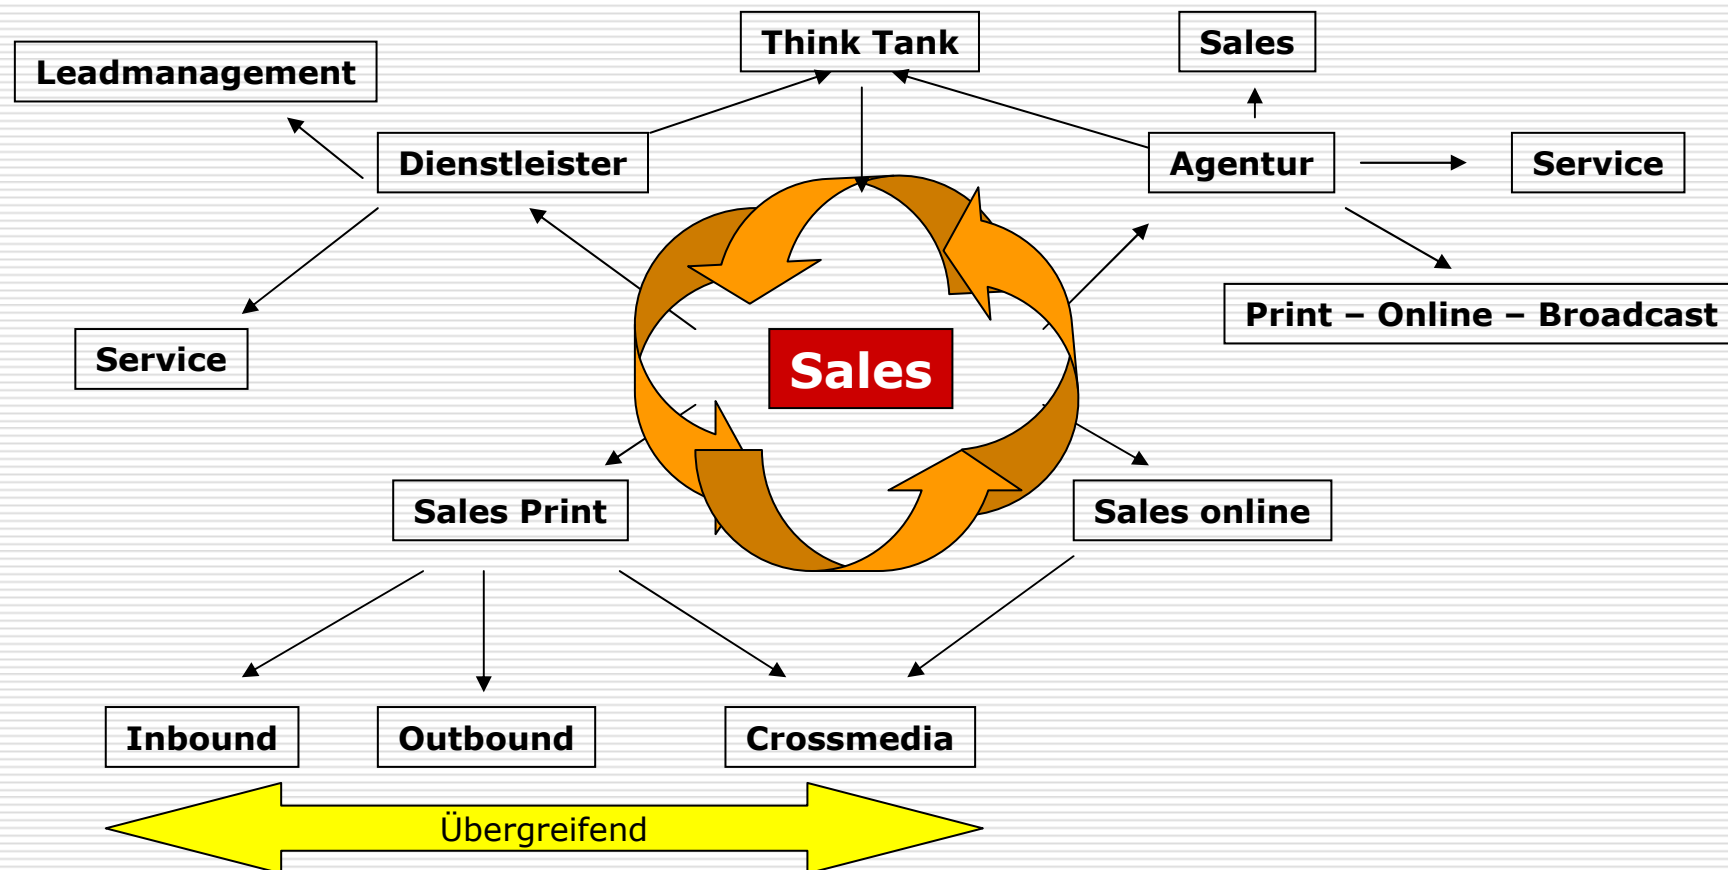 Think Tank
Sales
Leadmanagement
Dienstleister
Agentur
Service
Print – Online – Broadcast
Service
Sales
Sales Print
Sales online
Inbound
Outbound
Crossmedia
Übergreifend